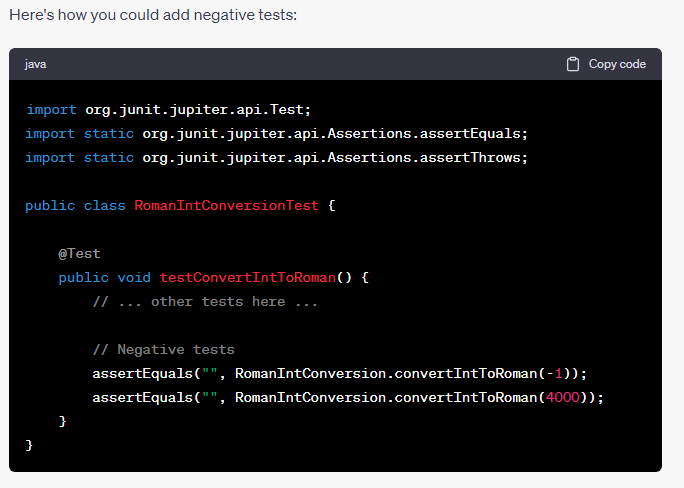 Here's how you could add negative tests:
java
Copy code
import org.junit.jupiter.api.Test;
import static org.junit.jupiter.api.Assertions.assertEquals;
import static org.junit.jupiter.api.Assertions.assertThrows;
public class RomanIntConversionTest {
@Test
public void testConvertIntToRoman() {
// ... other tests here ...
// Negative tests
assertEquals("", RomanIntConversion.convertIntToRoman(-1));
assertEquals("", RomanIntConversion.convertIntToRoman(4000));
}
}